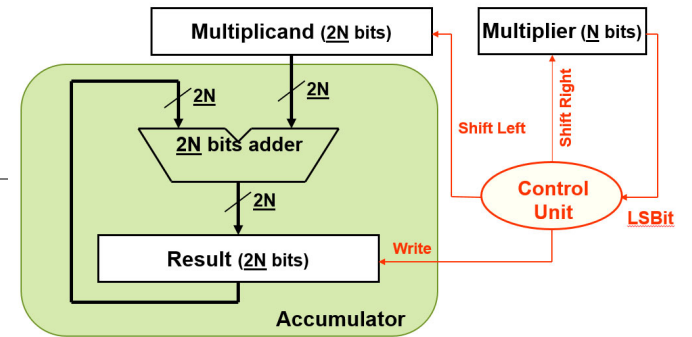 Multiplicand (2N bits)
Multiplier (N bits)
2N
2N
2N bits adder
Shift Left
Shift Right
2N
Control
Unit
LSBit
Write
Result (2N bits)
Accumulator